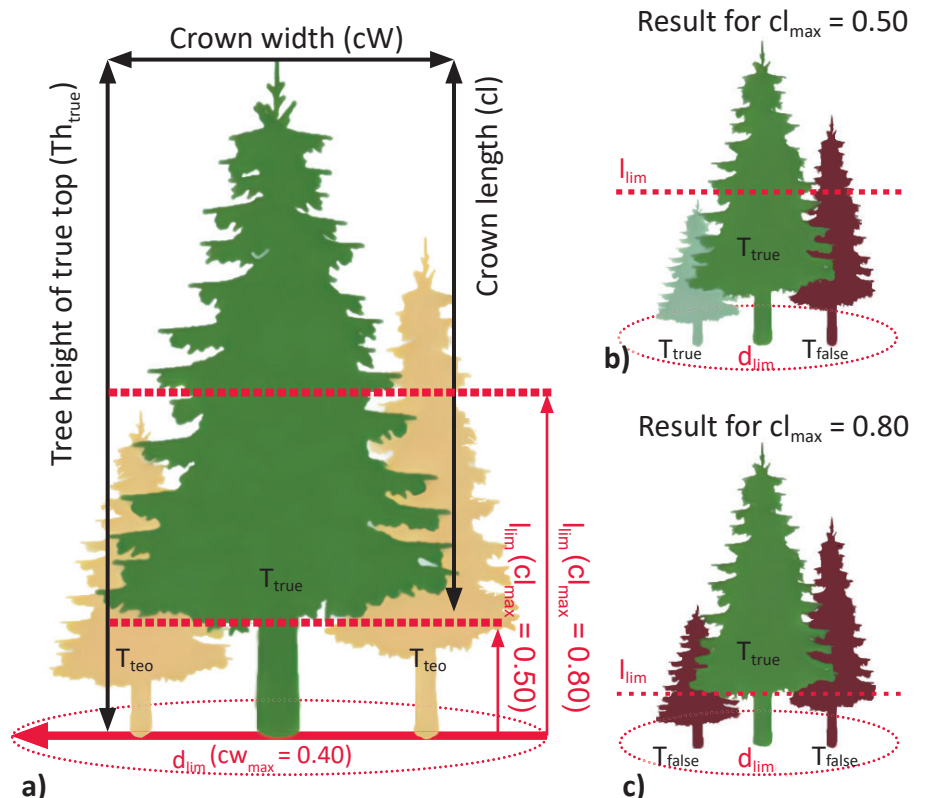 Crown width (cW)
Tree height of true top (Th_true)
Crown length (cl)
T_true
T_teo
T_teo
l_lim (cl_max = 0.50)
l_lim (cl_max = 0.80)
d_lim (cw_max = 0.40)
a)
Result for cl_max = 0.50
l_lim
T_true
T_true
d_lim
T_false
b)
Result for cl_max = 0.80
T_true
l_lim
T_false
d_lim
T_false
c)